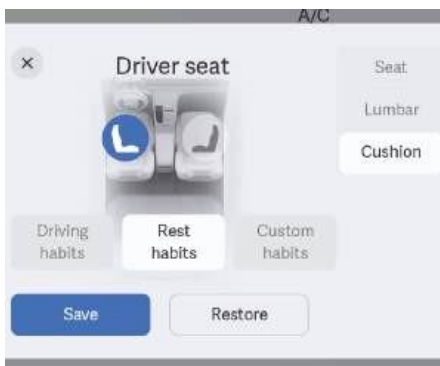 A/C
Driver seat
Seat
Lumbar
Cushion
Driving
habits
Rest
habits
Custom
habits
Save
Restore